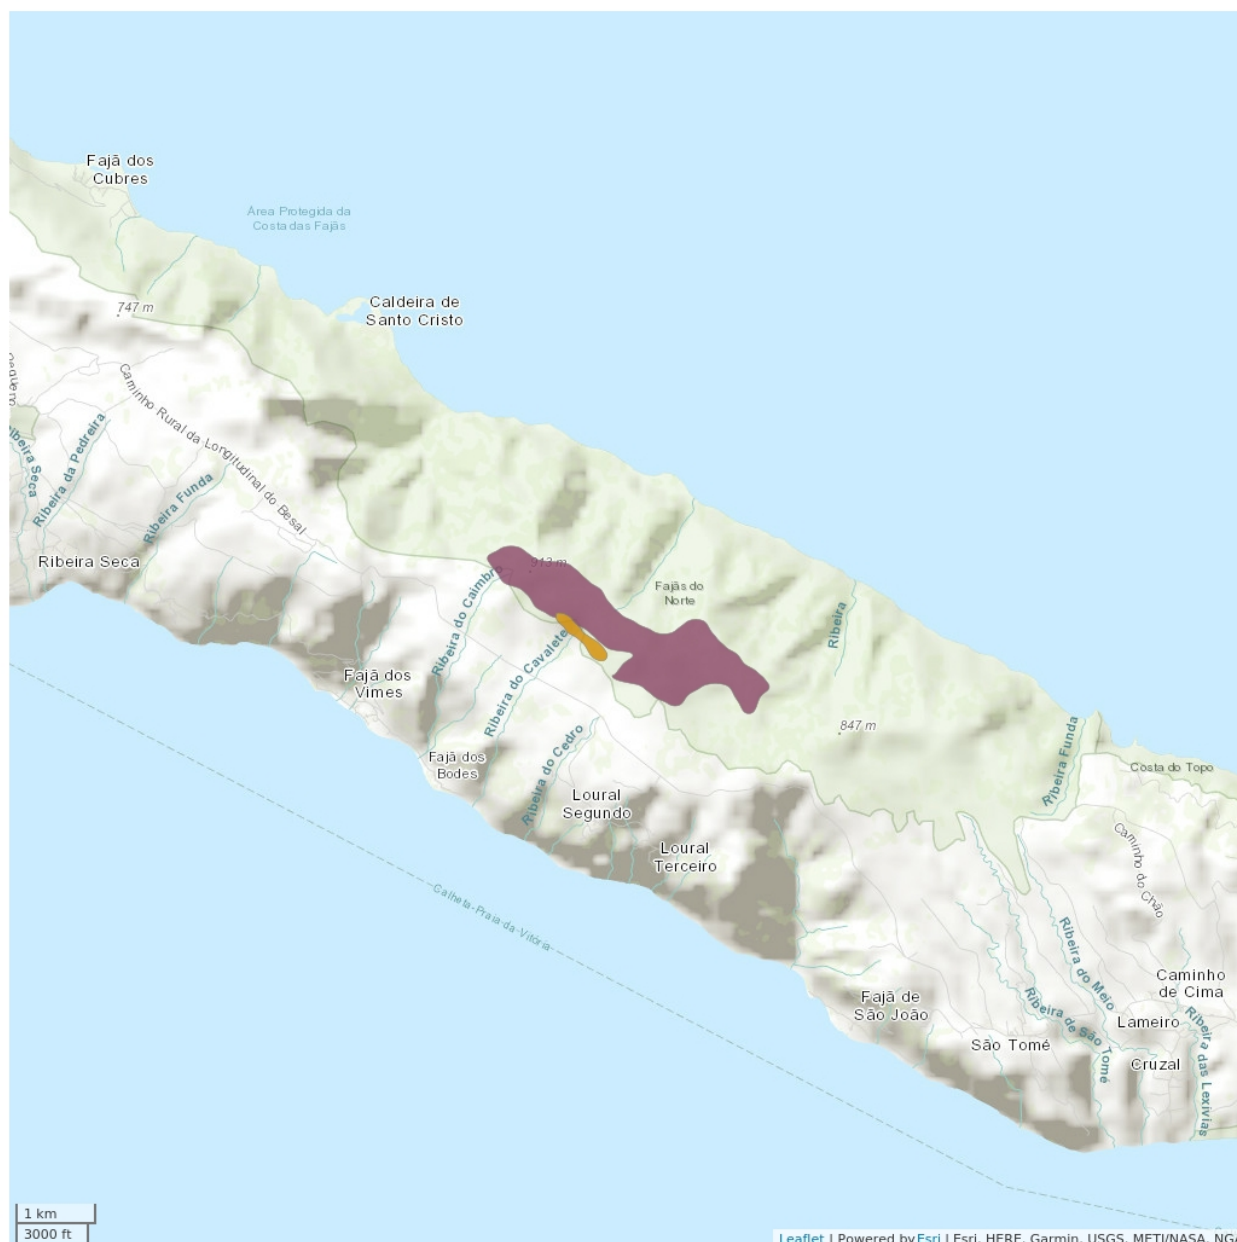 Fajã dos
Cubres
Área Protegida da
Costa das Fajãs
747 m
Caldeira de
Santo Cristo
Caminho Rural da Longitudinal do Besal
Ribeira Seca
Ribeira da Pedreira
Ribeira Funda
Ribeira Seca
913 m
Fajãs do
Norte
Ribeira do Caimbro
Ribeira do Cavalete
Ribeira
Fajã dos
Vimes
847 m
Ribeira Funda
Costa do Topo
Fajã dos
Bodes
Ribeira do Cedro
Loural
Segundo
Loural
Terceiro
Caminho do Chão
Calheta-Praia-da-Vitória
Ribeira do Meio
Caminho
de Cima
Fajã de
São João
Ribeira de São Tomé
Lameiro
São Tomé
Cruzal
Ribeira das Lexívias
1 km
3000 ft
Leaflet | Powered by Esri | Esri, HERE, Garmin, USGS, METI/NASA, NGA